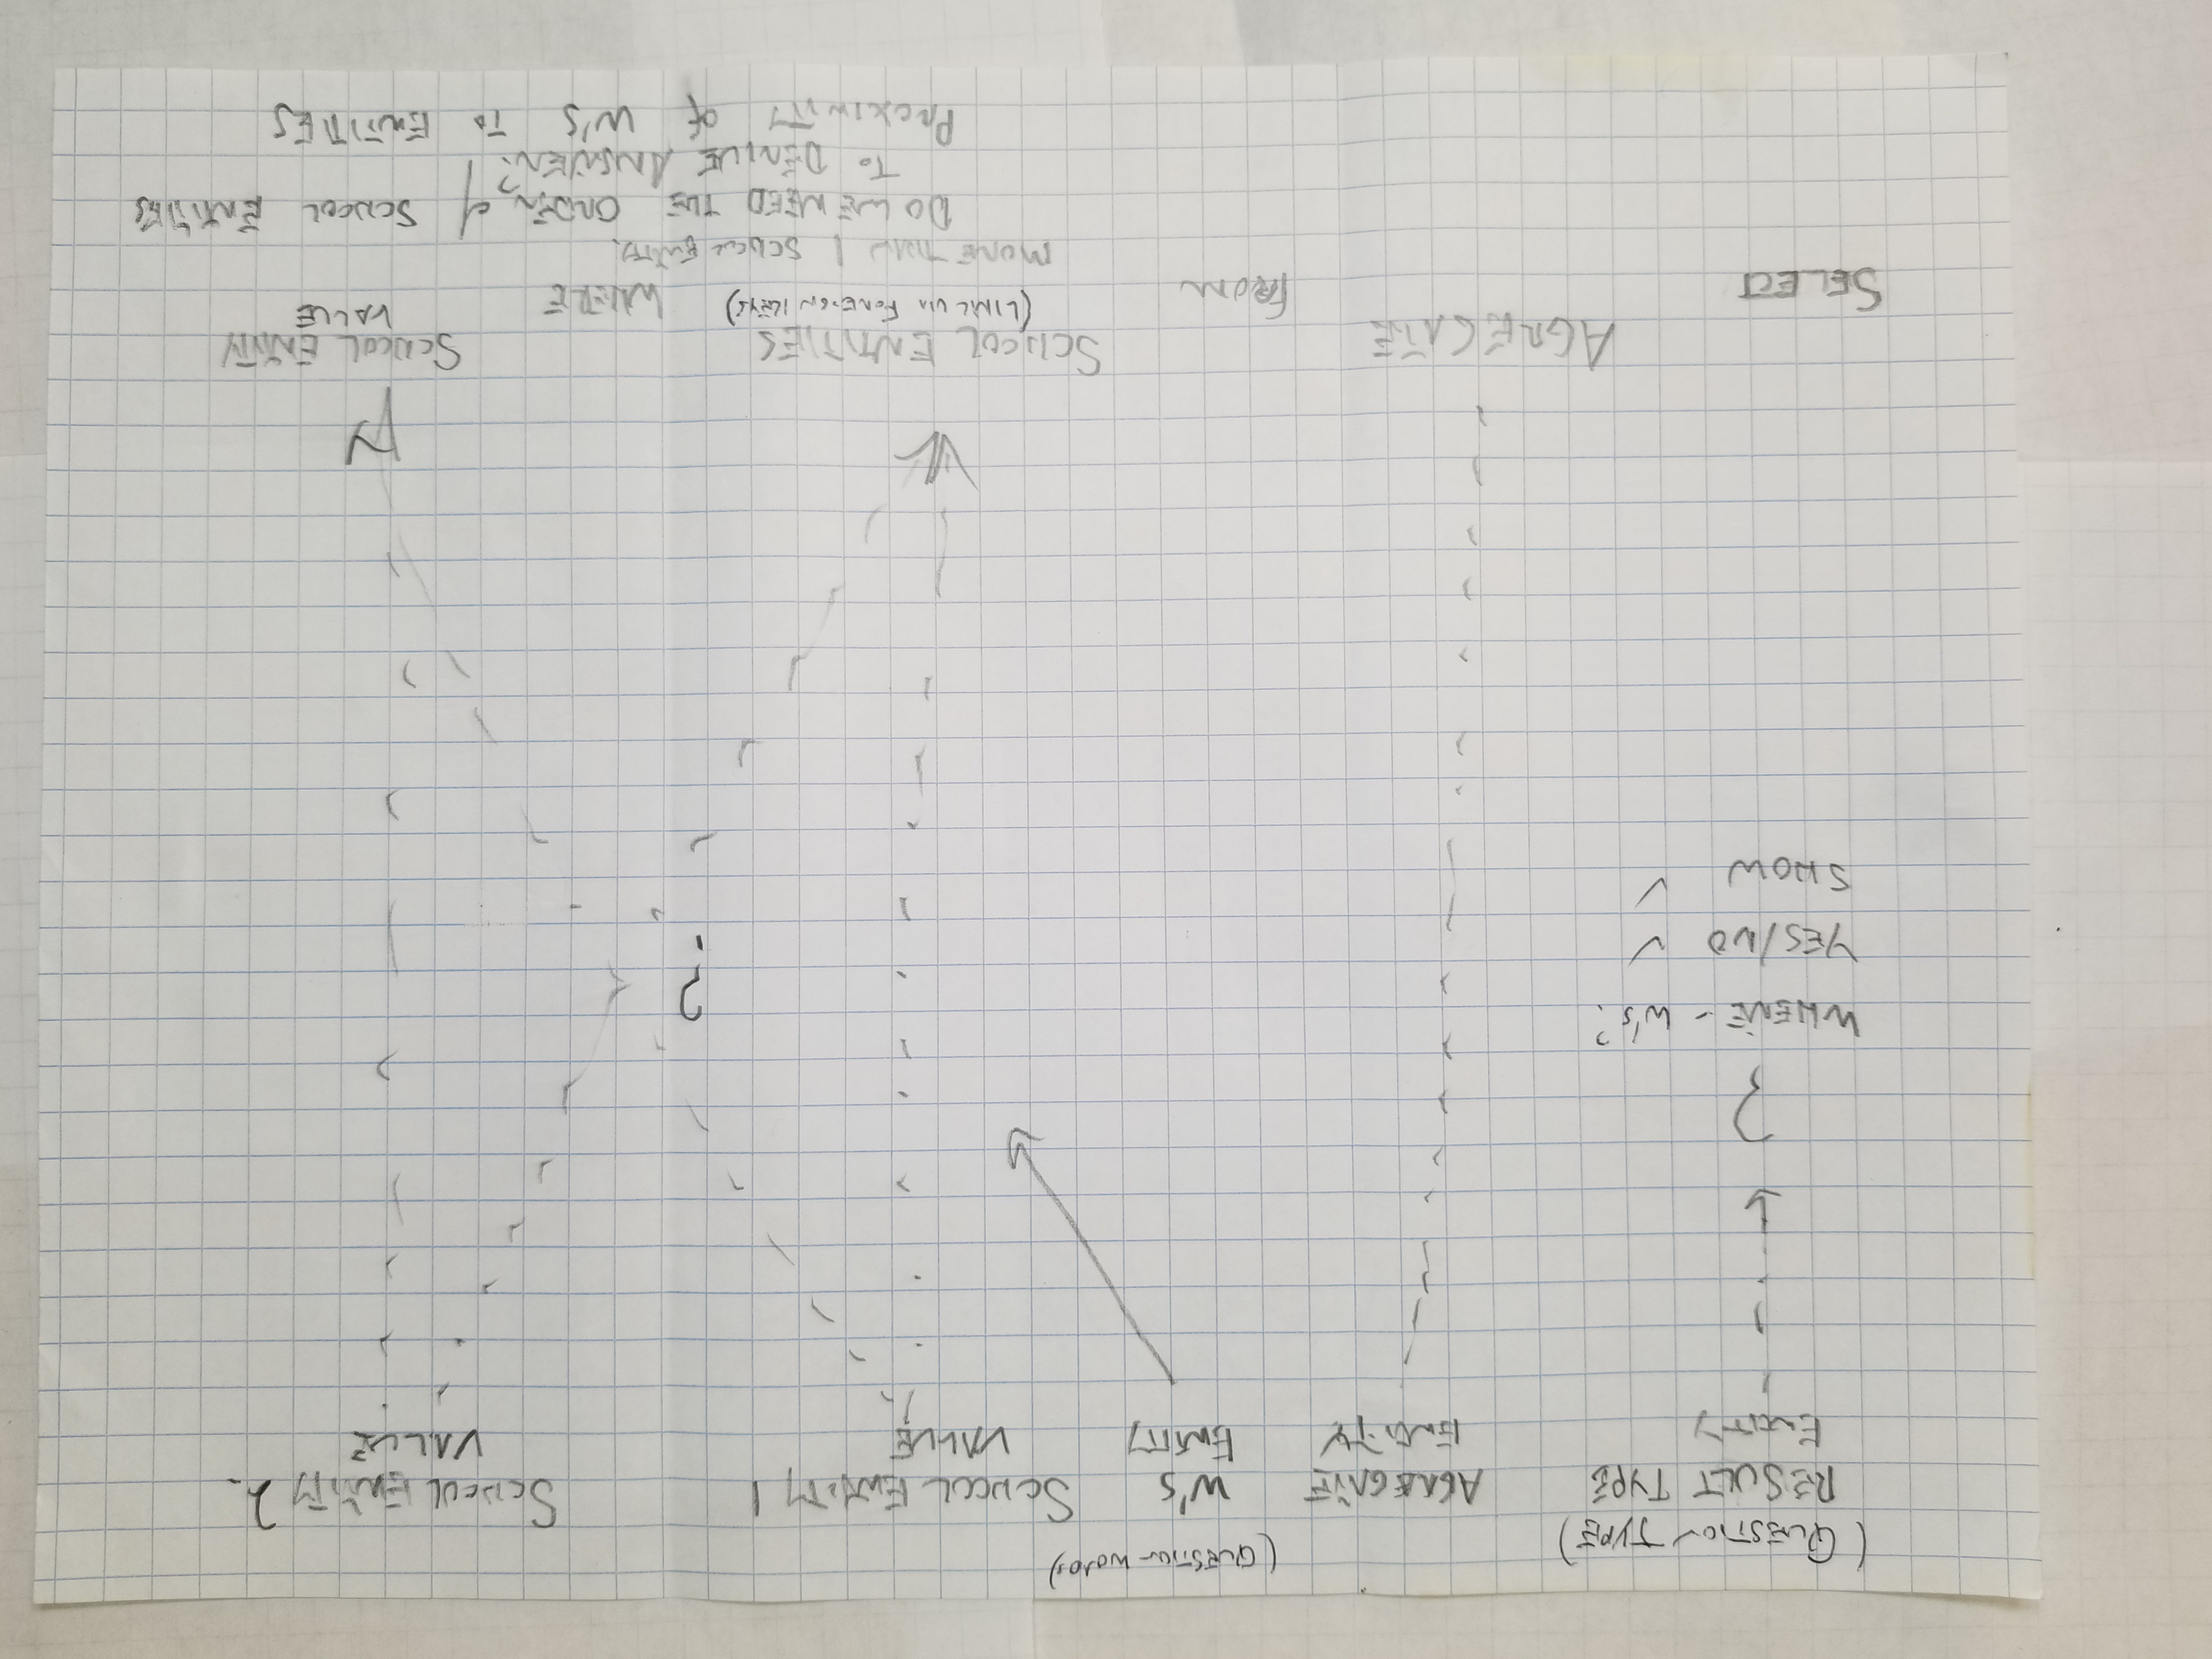 (QUESTION TYPE)
(QUESTION WORDS)
RESULT TYPE
ENTITY
AGREGATE
ENTITY
W'S
ENTITY
SCHOOL ENTITY 1
VALUE
SCHOOL ENTITY 2
VALUE
?
?
WHERE - W'S?
YES/NO ✓
SHOW ✓
SELECT
AGREGATE
FROM
SCHOOL ENTITIES
(LINK VIA FOREIGN KEYS)
WHERE
SCHOOL ENTITY
VALUE
MORE THAN 1 SCHOOL ENTITY.
DO WE NEED THE ORDER of SCHOOL ENTITIES
TO DERIVE ANSWER?
PROXIMITY of W'S TO ENTITIES